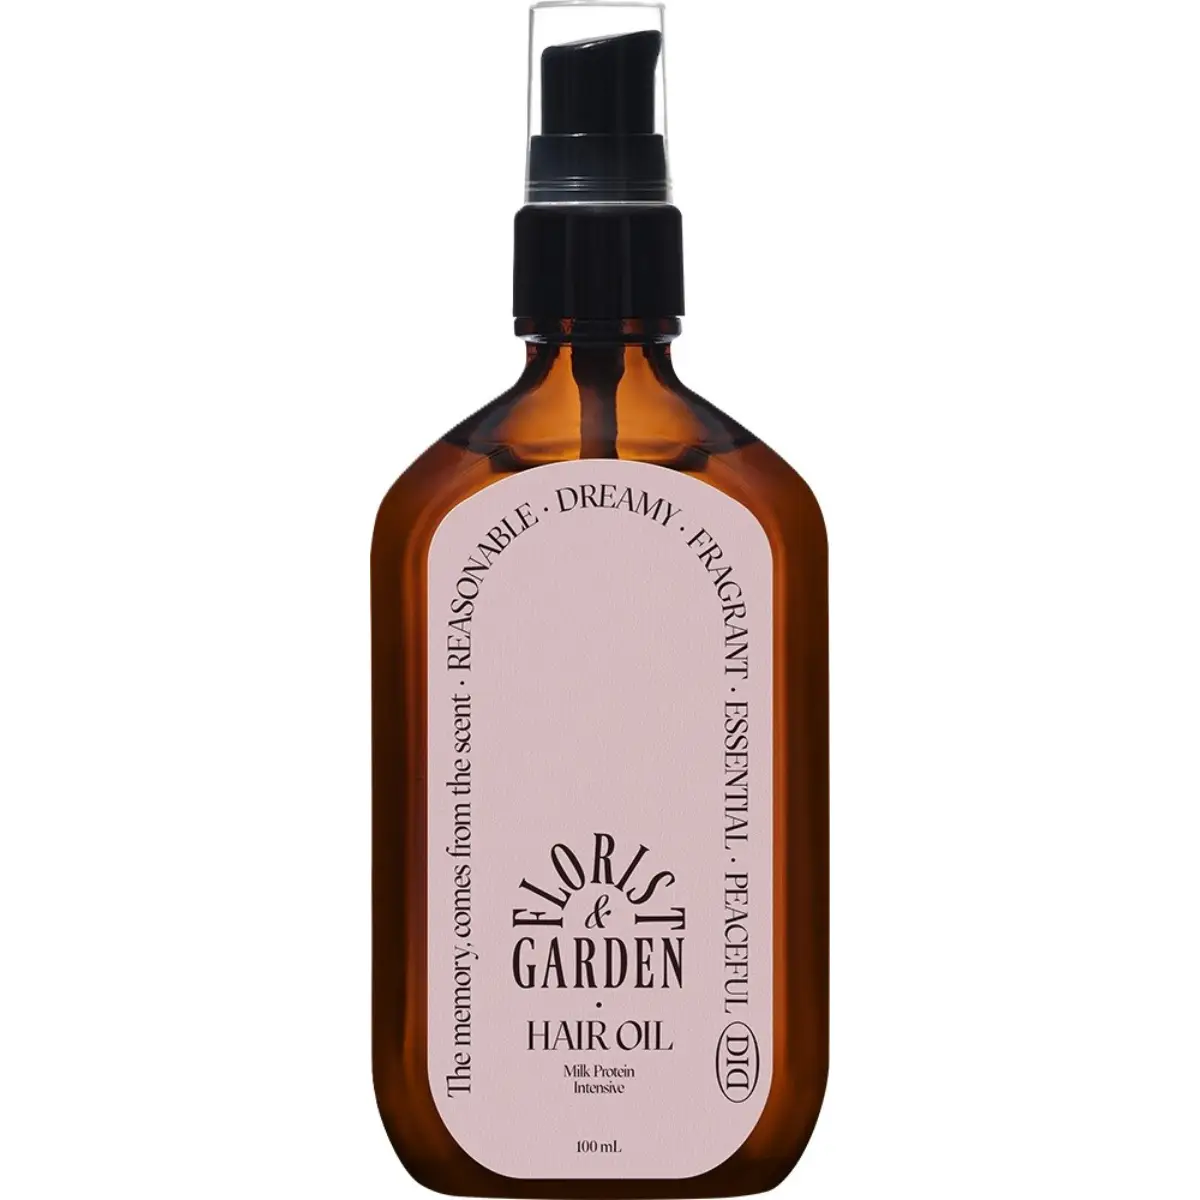 The memory, comes from the scent · REASONABLE · DREAMY · FRAGRANT · ESSENTIAL · PEACEFUL
DID
FLORIST
&
GARDEN
·
HAIR OIL
Milk Protein
Intensive
100 mL